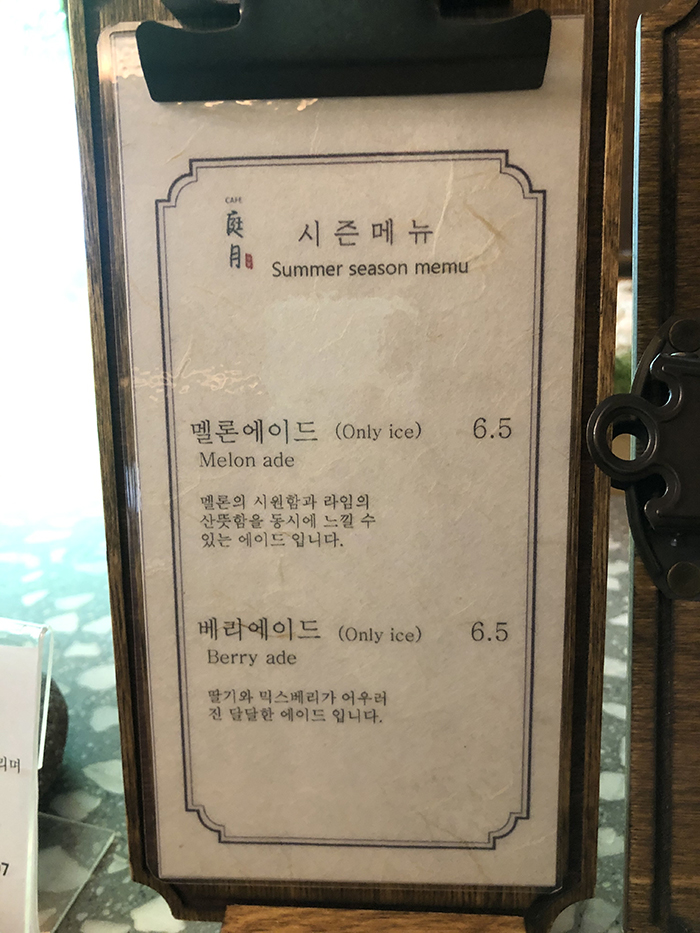 CAFE
庭月
시즌메뉴
Summer season memu
멜론에이드 (Only ice) 6.5
Melon ade
멜론의 시원함과 라임의
산뜻함을 동시에 느낄 수
있는 에이드 입니다.
베라에이드 (Only ice) 6.5
Berry ade
딸기와 믹스베리가 어우러
진 달달한 에이드 입니다.
리며